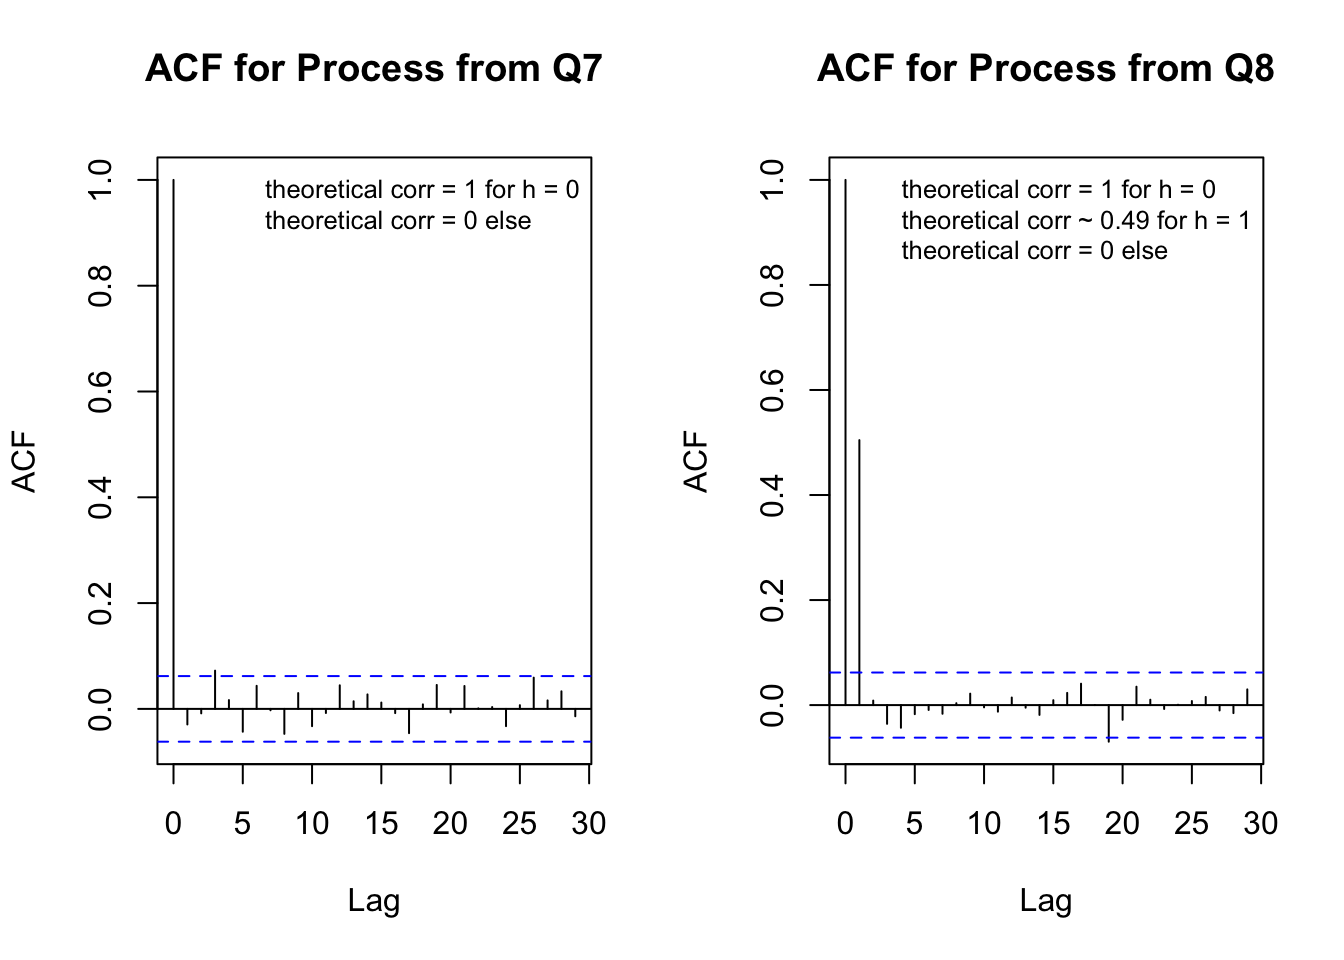 ACF for Process from Q7
theoretical corr = 1 for h = 0
theoretical corr = 0 else
ACF
1.0
0.8
0.6
0.4
0.2
0.0
0 5 10 15 20 25 30
Lag
ACF for Process from Q8
theoretical corr = 1 for h = 0
theoretical corr ~ 0.49 for h = 1
theoretical corr = 0 else
ACF
1.0
0.8
0.6
0.4
0.2
0.0
0 5 10 15 20 25 30
Lag